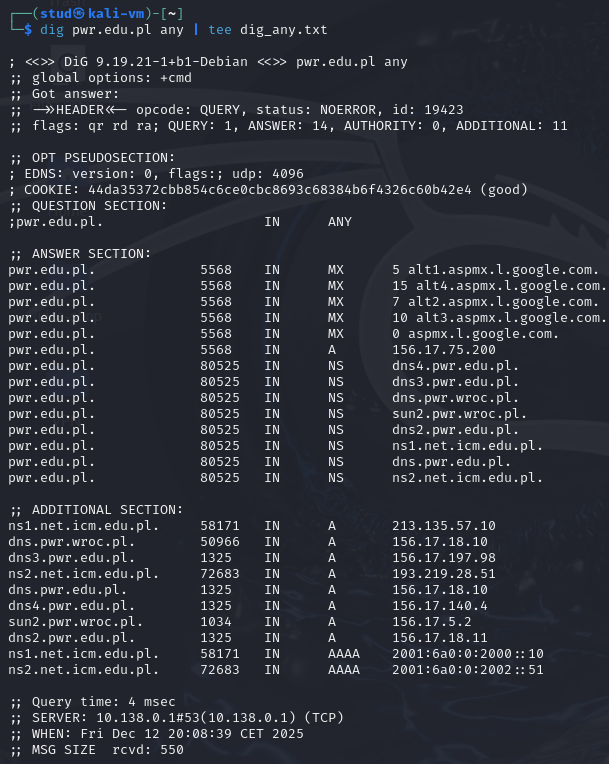 ┌──(stud㉿kali-vm)-[~]
└─$ dig pwr.edu.pl any | tee dig_any.txt
; <<>> DiG 9.19.21-1+b1-Debian <<>> pwr.edu.pl any
;; global options: +cmd
;; Got answer:
;; ->>HEADER<<- opcode: QUERY, status: NOERROR, id: 19423
;; flags: qr rd ra; QUERY: 1, ANSWER: 14, AUTHORITY: 0, ADDITIONAL: 11
;; OPT PSEUDOSECTION:
; EDNS: version: 0, flags:; udp: 4096
; COOKIE: 44da35372cbb854c6ce0cbc8693c68384b6f4326c60b42e4 (good)
;; QUESTION SECTION:
;pwr.edu.pl. IN ANY
;; ANSWER SECTION:
pwr.edu.pl. 5568 IN MX 5 alt1.aspmx.l.google.com.
pwr.edu.pl. 5568 IN MX 15 alt4.aspmx.l.google.com.
pwr.edu.pl. 5568 IN MX 7 alt2.aspmx.l.google.com.
pwr.edu.pl. 5568 IN MX 10 alt3.aspmx.l.google.com.
pwr.edu.pl. 5568 IN MX 0 aspmx.l.google.com.
pwr.edu.pl. 5568 IN A 156.17.75.200
pwr.edu.pl. 80525 IN NS dns4.pwr.edu.pl.
pwr.edu.pl. 80525 IN NS dns3.pwr.edu.pl.
pwr.edu.pl. 80525 IN NS dns.pwr.wroc.pl.
pwr.edu.pl. 80525 IN NS sun2.pwr.wroc.pl.
pwr.edu.pl. 80525 IN NS dns2.pwr.edu.pl.
pwr.edu.pl. 80525 IN NS ns1.net.icm.edu.pl.
pwr.edu.pl. 80525 IN NS dns.pwr.edu.pl.
pwr.edu.pl. 80525 IN NS ns2.net.icm.edu.pl.
;; ADDITIONAL SECTION:
ns1.net.icm.edu.pl. 58171 IN A 213.135.57.10
dns.pwr.wroc.pl. 50966 IN A 156.17.18.10
dns3.pwr.edu.pl. 1325 IN A 156.17.197.98
ns2.net.icm.edu.pl. 72683 IN A 193.219.28.51
dns.pwr.edu.pl. 1325 IN A 156.17.18.10
dns4.pwr.edu.pl. 1325 IN A 156.17.140.4
sun2.pwr.wroc.pl. 1034 IN A 156.17.5.2
dns2.pwr.edu.pl. 1325 IN A 156.17.18.11
ns1.net.icm.edu.pl. 58171 IN AAAA 2001:6a0:0:2000::10
ns2.net.icm.edu.pl. 72683 IN AAAA 2001:6a0:0:2002::51
;; Query time: 4 msec
;; SERVER: 10.138.0.1#53(10.138.0.1) (TCP)
;; WHEN: Fri Dec 12 20:08:39 CET 2025
;; MSG SIZE  rcvd: 550